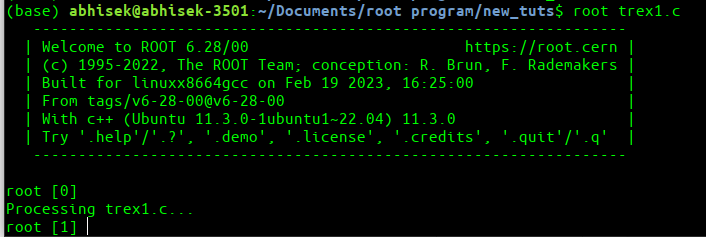 (base) abhisek@abhisek-3501:~/Documents/root program/new_tuts$ root trex1.c
------------------------------------------------------------------
| Welcome to ROOT 6.28/00 https://root.cern |
| (c) 1995-2022, The ROOT Team; conception: R. Brun, F. Rademakers |
| Built for linuxx8664gcc on Feb 19 2023, 16:25:00 |
| From tags/v6-28-00@v6-28-00 |
| With c++ (Ubuntu 11.3.0-1ubuntu1~22.04) 11.3.0 |
| Try '.help'/'.?', '.demo', '.license', '.credits', '.quit'/'.q' |
------------------------------------------------------------------
root [0]
Processing trex1.c...
root [1]